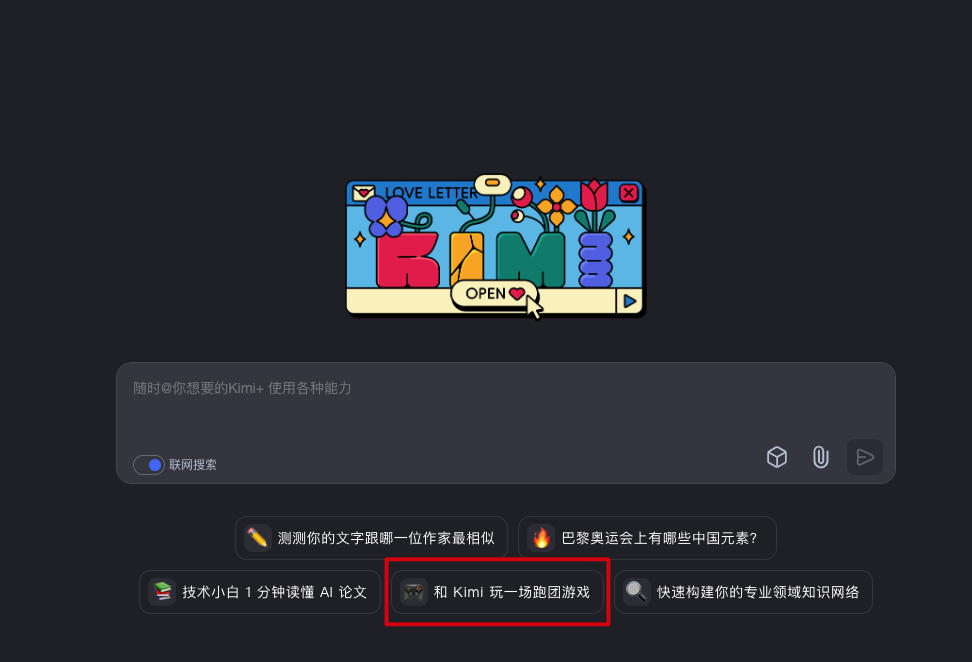 LOVE LETTER
KIMI
OPEN
随时@你想要的Kimi+ 使用各种能力
联网搜索
测测你的文字跟哪一位作家最相似
巴黎奥运会上有哪些中国元素?
技术小白 1 分钟读懂 AI 论文
和 Kimi 玩一场跑团游戏
快速构建你的专业领域知识网络